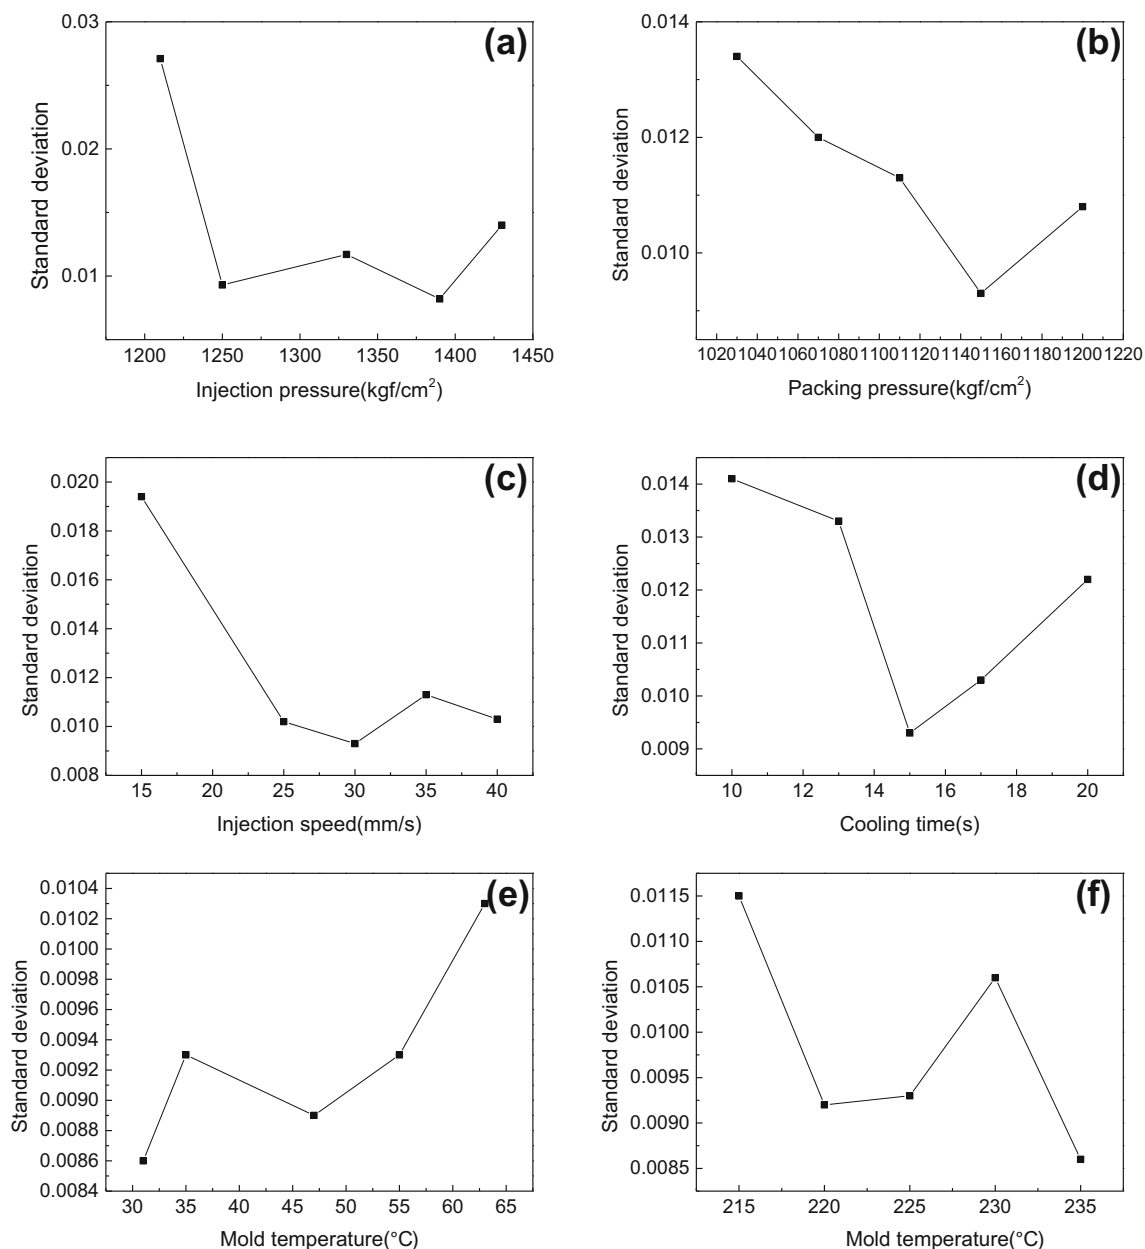 (a)
0.03
0.02
0.01
Standard deviation
1200 1250 1300 1350 1400 1450
Injection pressure(kgf/cm²)
(b)
0.014
0.012
0.010
Standard deviation
1020 1040 1060 1080 1100 1120 1140 1160 1180 1200 1220
Packing pressure(kgf/cm²)
(c)
0.020
0.018
0.016
0.014
0.012
0.010
0.008
Standard deviation
15 20 25 30 35 40
Injection speed(mm/s)
(d)
0.014
0.013
0.012
0.011
0.010
0.009
Standard deviation
10 12 14 16 18 20
Cooling time(s)
(e)
0.0104
0.0102
0.0100
0.0098
0.0096
0.0094
0.0092
0.0090
0.0088
0.0086
0.0084
Standard deviation
30 35 40 45 50 55 60 65
Mold temperature(°C)
(f)
0.0115
0.0110
0.0105
0.0100
0.0095
0.0090
0.0085
Standard deviation
215 220 225 230 235
Mold temperature(°C)